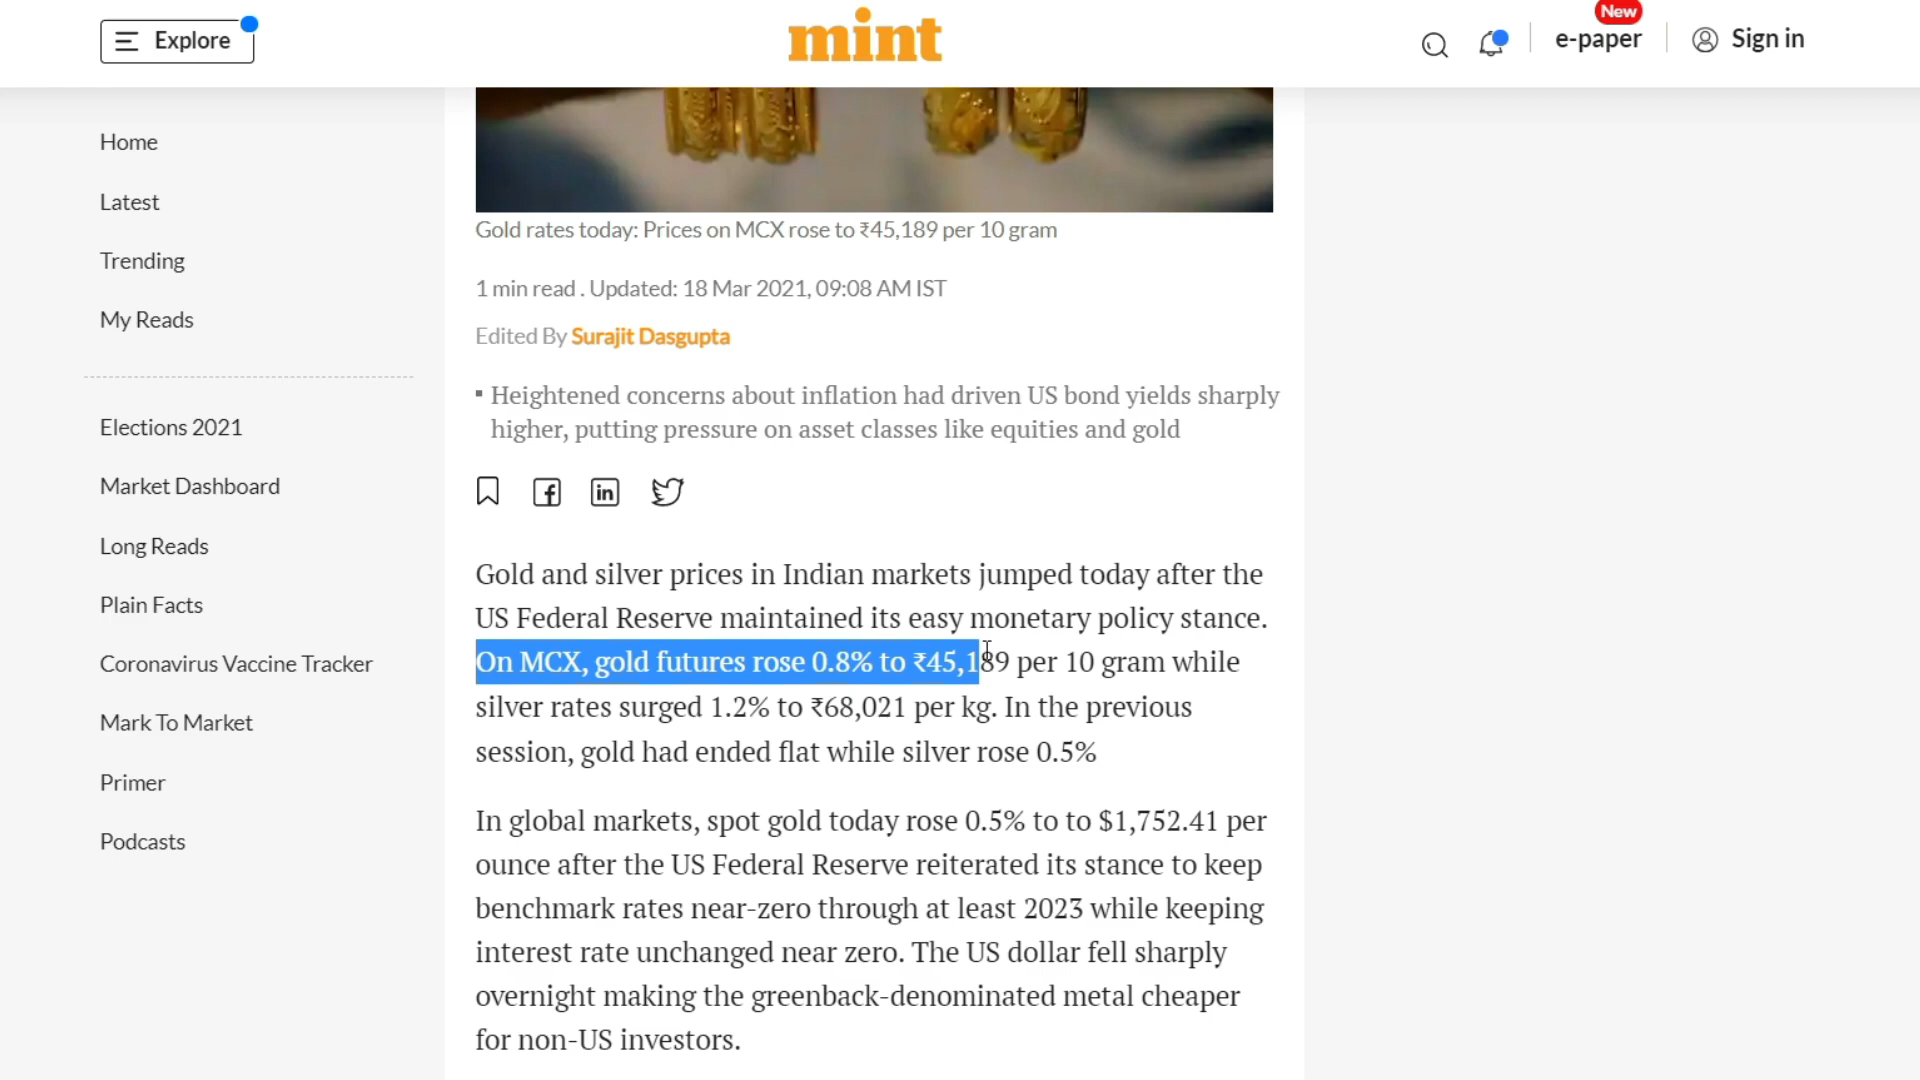 Explore
mint
New
e-paper
Sign in
Home
Latest
Trending
My Reads
Elections 2021
Market Dashboard
Long Reads
Plain Facts
Coronavirus Vaccine Tracker
Mark To Market
Primer
Podcasts
Gold rates today: Prices on MCX rose to ₹45,189 per 10 gram
1 min read . Updated: 18 Mar 2021, 09:08 AM IST
Edited By Surajit Dasgupta
Heightened concerns about inflation had driven US bond yields sharply
higher, putting pressure on asset classes like equities and gold
Gold and silver prices in Indian markets jumped today after the
US Federal Reserve maintained its easy monetary policy stance.
On MCX, gold futures rose 0.8% to ₹45,189 per 10 gram while
silver rates surged 1.2% to ₹68,021 per kg. In the previous
session, gold had ended flat while silver rose 0.5%
In global markets, spot gold today rose 0.5% to to $1,752.41 per
ounce after the US Federal Reserve reiterated its stance to keep
benchmark rates near-zero through at least 2023 while keeping
interest rate unchanged near zero. The US dollar fell sharply
overnight making the greenback-denominated metal cheaper
for non-US investors.